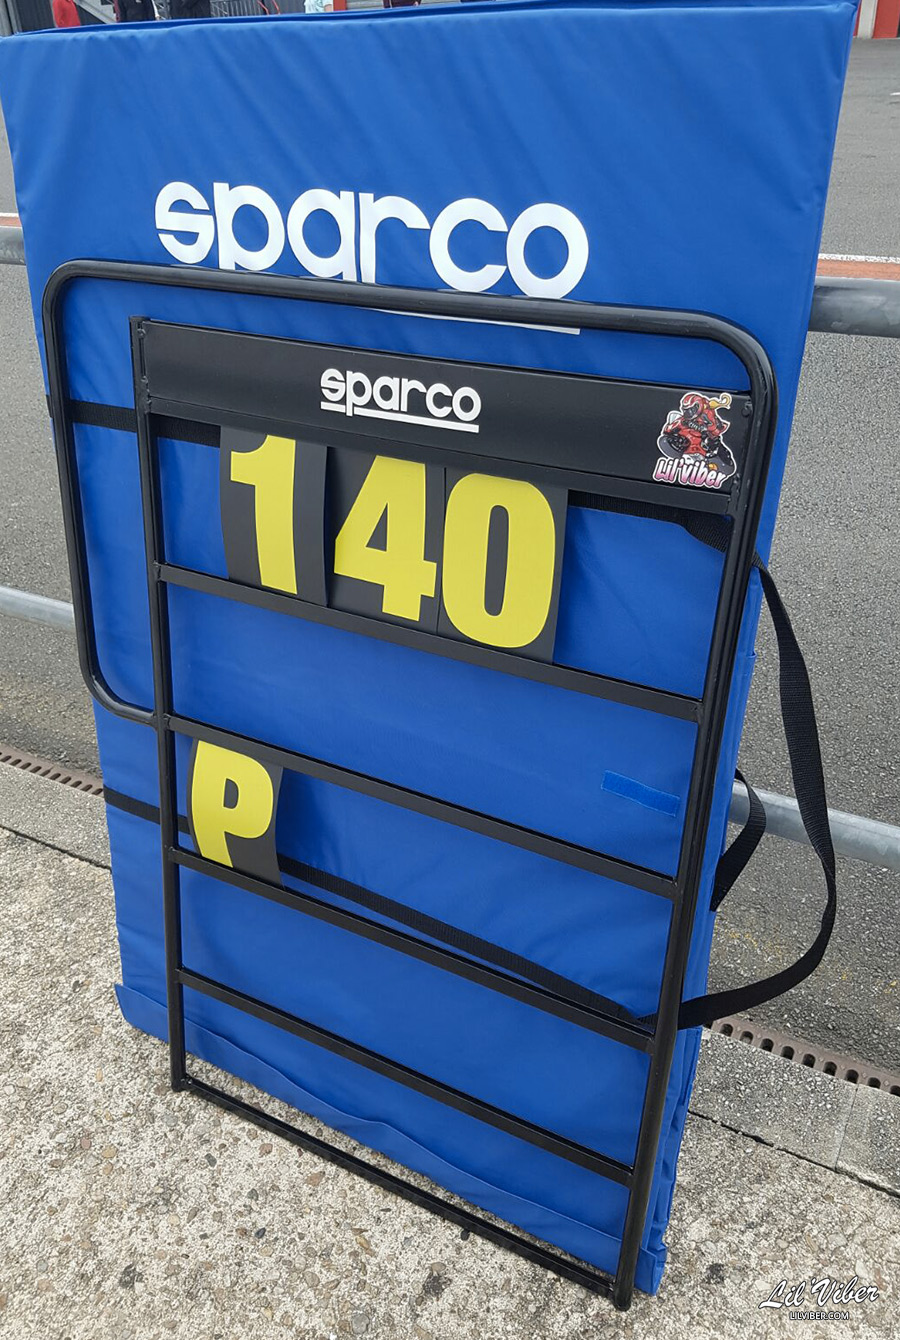 sparco
sparco
Lil'Viber
140
P
Lil'Viber
LILVIBER.COM